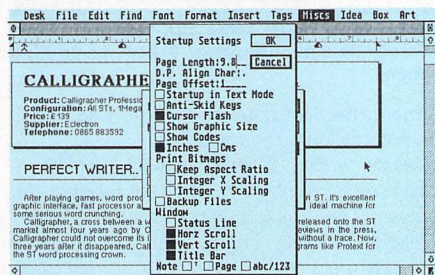 Desk File Edit Find Font Format Insert Tags Miscs Idea Box Art
Startup Settings OK
Page Length:9.8 Cancel
D.P. Align Char:.
Page Offset:1
Startup in Text Mode
Anti-Skid Keys
Cursor Flash
Show Graphic Size
Show Codes
Inches Cms
Print Bitmaps
Keep Aspect Ratio
Integer X Scaling
Integer Y Scaling
Backup Files
Window
Status Line
Horz Scroll
Vert Scroll
Title Bar
Note Page abc/123
CALLIGRAPHE
Product: Calligrapher Professio
Configuration: All STs, 1Mega
Price: £139
Supplier: Eclectron
Telephone: 0865 883592
PERFECT WRITER..
After playing games, word proc ri ST. It's excellent
graphic interface, fast processor a ideal machine for
some serious word crunching.
Calligrapher, a cross between a w released onto the ST
market almost four years ago by C eviews in the press,
Calligrapher could not overcome its i without a trace. Now,
three years after it disappeared, Cal grams like Protext for
the ST word processing crown.